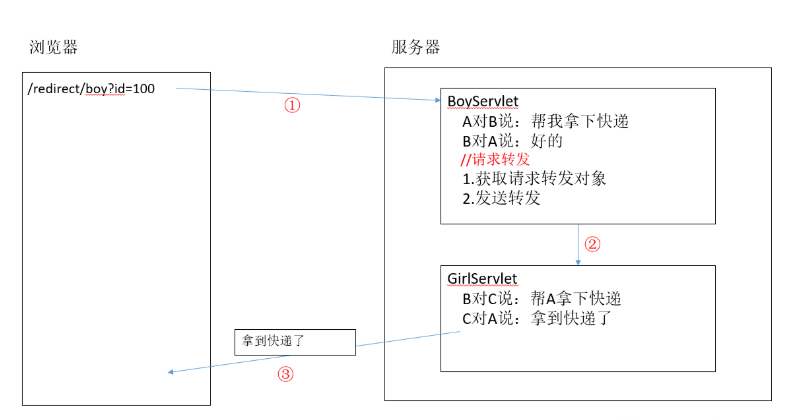 浏览器
服务器
/redirect/boy?id=100
①
BoyServlet
A对B说：帮我拿下快递
B对A说：好的
//请求转发
1.获取请求转发对象
2.发送转发
②
GirlServlet
B对C说：帮A拿下快递
C对A说：拿到快递了
拿到快递了
③